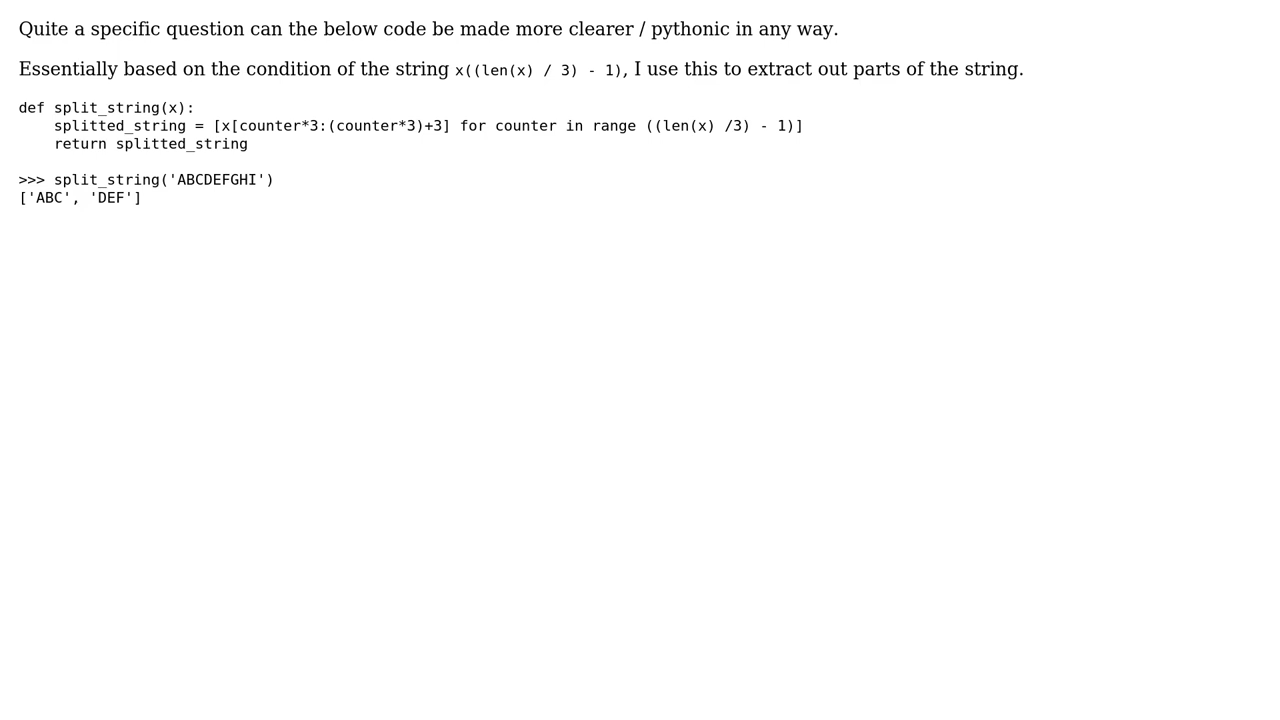 Quite a specific question can the below code be made more clearer / pythonic in any way.
Essentially based on the condition of the string x((len(x) / 3) - 1), I use this to extract out parts of the string.
def split_string(x):
    splitted_string = [x[counter*3:(counter*3)+3] for counter in range ((len(x) /3) - 1)]
    return splitted_string
>>> split_string('ABCDEFGHI')
['ABC', 'DEF']